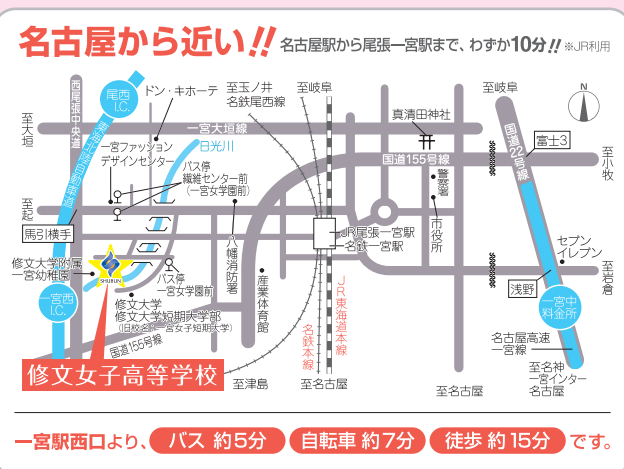 名古屋から近い!!
名古屋駅から尾張一宮駅まで、わずか10分!! ※JR利用
西尾張中央道
尾西
I.C.
ドン・キホーテ
至玉ノ井
名鉄尾西線
至岐阜
真清田神社
至岐阜
N
至大垣
一宮大垣線
国道22号線
富士3
東海北陸自動車道
一宮ファッション
デザインセンター
日光川
バス停
繊維センター前
(一宮女学園前)
国道155号線
至小牧
警察署
至起
馬引横手
JR尾張一宮駅
名鉄一宮駅
市役所
セブン
イレブン
修文大学附属
一宮幼稚園
SHUBUN
バス停
一宮女学園前
八幡消防署
産業体育館
至岩倉
浅野
一宮西
I.C.
修文大学
修文大学短期大学部
(旧校名 一宮女子短期大学)
一宮中
料金所
JR東海道本線
名鉄本線
国道155号線
名古屋高速
一宮線
修文女子高等学校
至津島
至名古屋
至名古屋
至名神
一宮インター
名古屋
一宮駅西口より、 バス 約5分 自転車 約7分 徒歩 約15分 です。